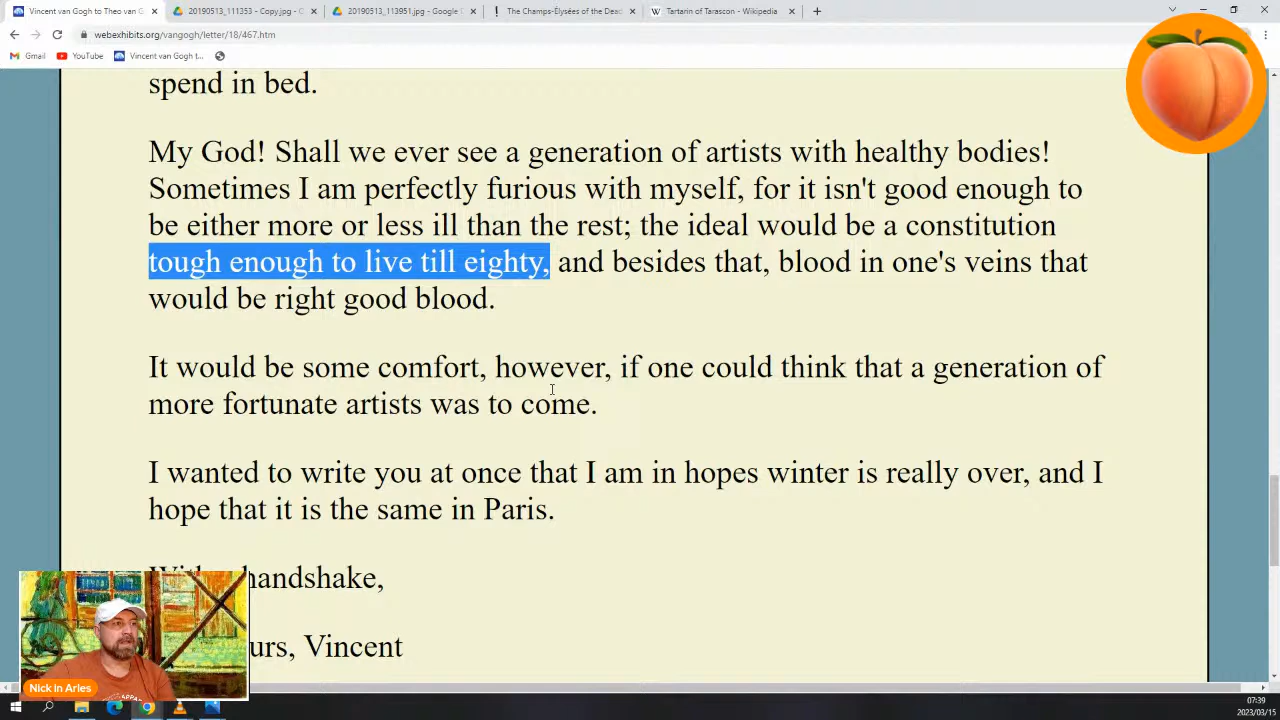 Vincent van Gogh to Theo van G
20190513_111353 - Copy.jpg - G
20190513_113951.jpg - Google
The Champs-Élysées of the Dead
Tartarin of Tarascon - Wikipedia
webexhibits.org/vangogh/letter/18/467.htm
Gmail
YouTube
Vincent van Gogh t...
spend in bed.
My God! Shall we ever see a generation of artists with healthy bodies!
Sometimes I am perfectly furious with myself, for it isn't good enough to
be either more or less ill than the rest; the ideal would be a constitution
tough enough to live till eighty, and besides that, blood in one's veins that
would be right good blood.
It would be some comfort, however, if one could think that a generation of
more fortunate artists was to come.
I wanted to write you at once that I am in hopes winter is really over, and I
hope that it is the same in Paris.
handshake,
urs, Vincent
Nick in Arles
07:39
2023/03/15